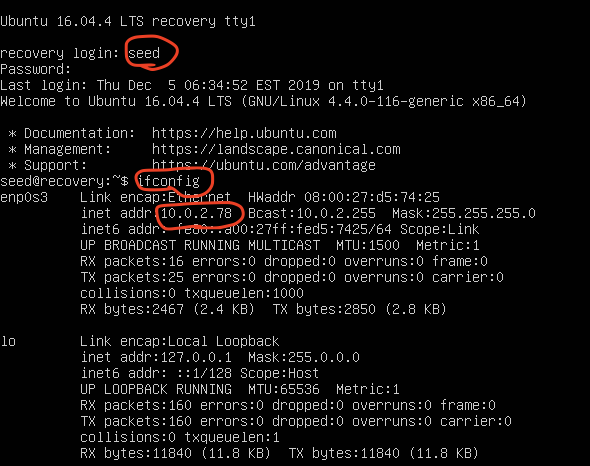 Ubuntu 16.04.4 LTS recovery tty1
recovery login: seed
Password:
Last login: Thu Dec  5 06:34:52 EST 2019 on tty1
Welcome to Ubuntu 16.04.4 LTS (GNU/Linux 4.4.0-116-generic x86_64)
* Documentation:  https://help.ubuntu.com
* Management:     https://landscape.canonical.com
* Support:        https://ubuntu.com/advantage
seed@recovery:~$ ifconfig
enp0s3    Link encap:Ethernet  HWaddr 08:00:27:d5:74:25
inet addr:10.0.2.78  Bcast:10.0.2.255  Mask:255.255.255.0
inet6 addr: fe80::a00:27ff:fed5:7425/64 Scope:Link
UP BROADCAST RUNNING MULTICAST  MTU:1500  Metric:1
RX packets:16 errors:0 dropped:0 overruns:0 frame:0
TX packets:25 errors:0 dropped:0 overruns:0 carrier:0
collisions:0 txqueuelen:1000
RX bytes:2467 (2.4 KB)  TX bytes:2850 (2.8 KB)
lo        Link encap:Local Loopback
inet addr:127.0.0.1  Mask:255.0.0.0
inet6 addr: ::1/128 Scope:Host
UP LOOPBACK RUNNING  MTU:65536  Metric:1
RX packets:160 errors:0 dropped:0 overruns:0 frame:0
TX packets:160 errors:0 dropped:0 overruns:0 carrier:0
collisions:0 txqueuelen:1
RX bytes:11840 (11.8 KB)  TX bytes:11840 (11.8 KB)